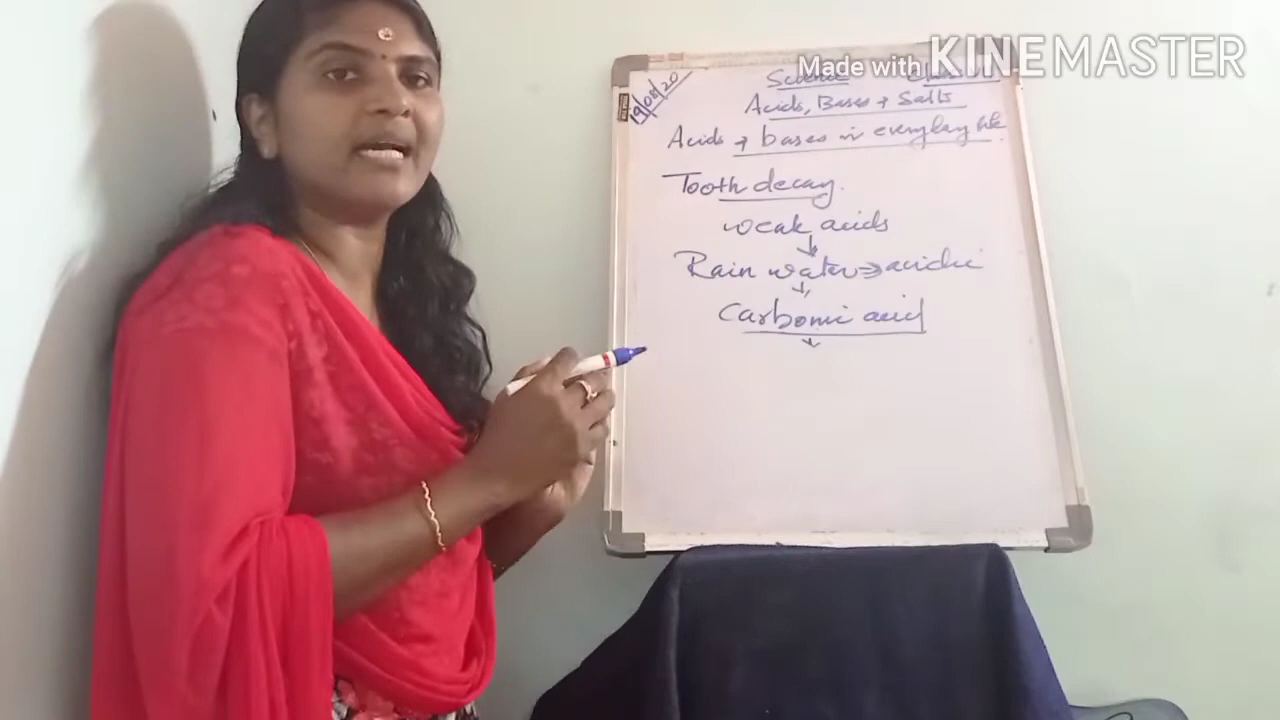 Made with KINEMASTER
19/08/20
Science
Acids, Bases & Salts
Acids & bases in everyday life.
Tooth decay.
weak acids
↓
Rain water ⇒ acidic
↓
Carbonic acid
↓